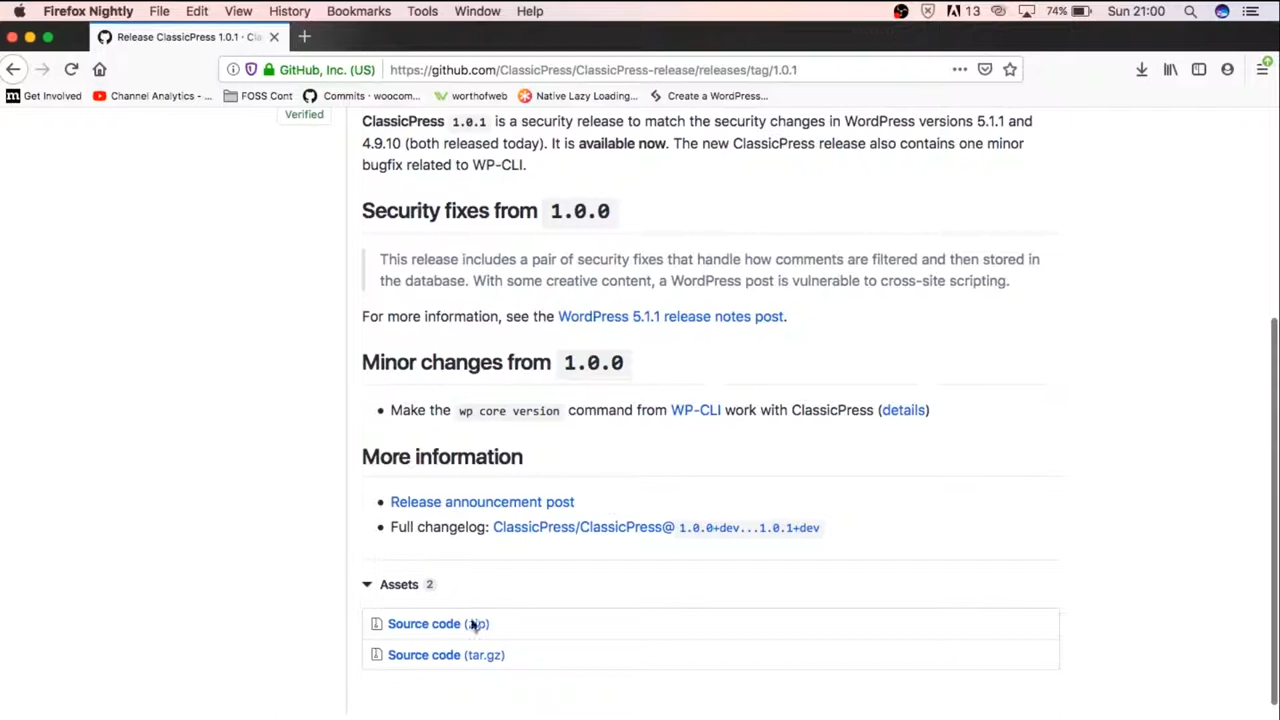 Firefox Nightly File Edit View History Bookmarks Tools Window Help 13 74% Sun 21:00
Release ClassicPress 1.0.1 · Cla
GitHub, Inc. (US) https://github.com/ClassicPress/ClassicPress-release/releases/tag/1.0.1
Get Involved Channel Analytics - ... FOSS Cont Commits · woocom... worthofweb Native Lazy Loading... Create a WordPress...
Verified
ClassicPress 1.0.1 is a security release to match the security changes in WordPress versions 5.1.1 and
4.9.10 (both released today). It is available now. The new ClassicPress release also contains one minor
bugfix related to WP-CLI.
Security fixes from 1.0.0
This release includes a pair of security fixes that handle how comments are filtered and then stored in
the database. With some creative content, a WordPress post is vulnerable to cross-site scripting.
For more information, see the WordPress 5.1.1 release notes post.
Minor changes from 1.0.0
• Make the wp core version command from WP-CLI work with ClassicPress (details)
More information
• Release announcement post
• Full changelog: ClassicPress/ClassicPress@ 1.0.0+dev...1.0.1+dev
Assets 2
Source code (zip)
Source code (tar.gz)